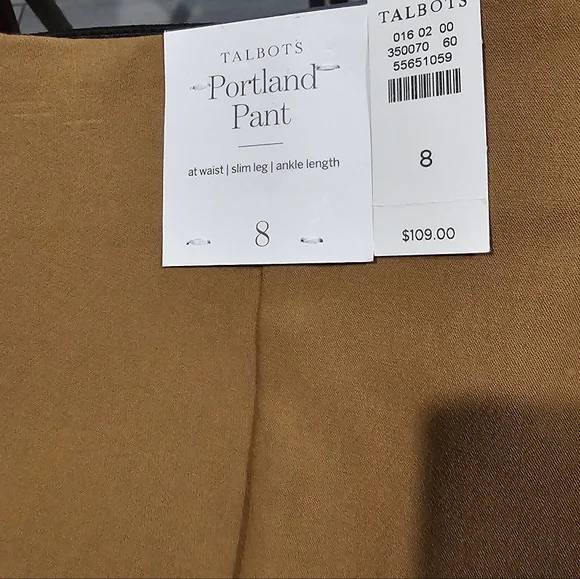 TALBOTS
Portland
Pant
at waist | slim leg | ankle length
8
TALBOTS
016 02 00
350070 60
55651059
8
$109.00